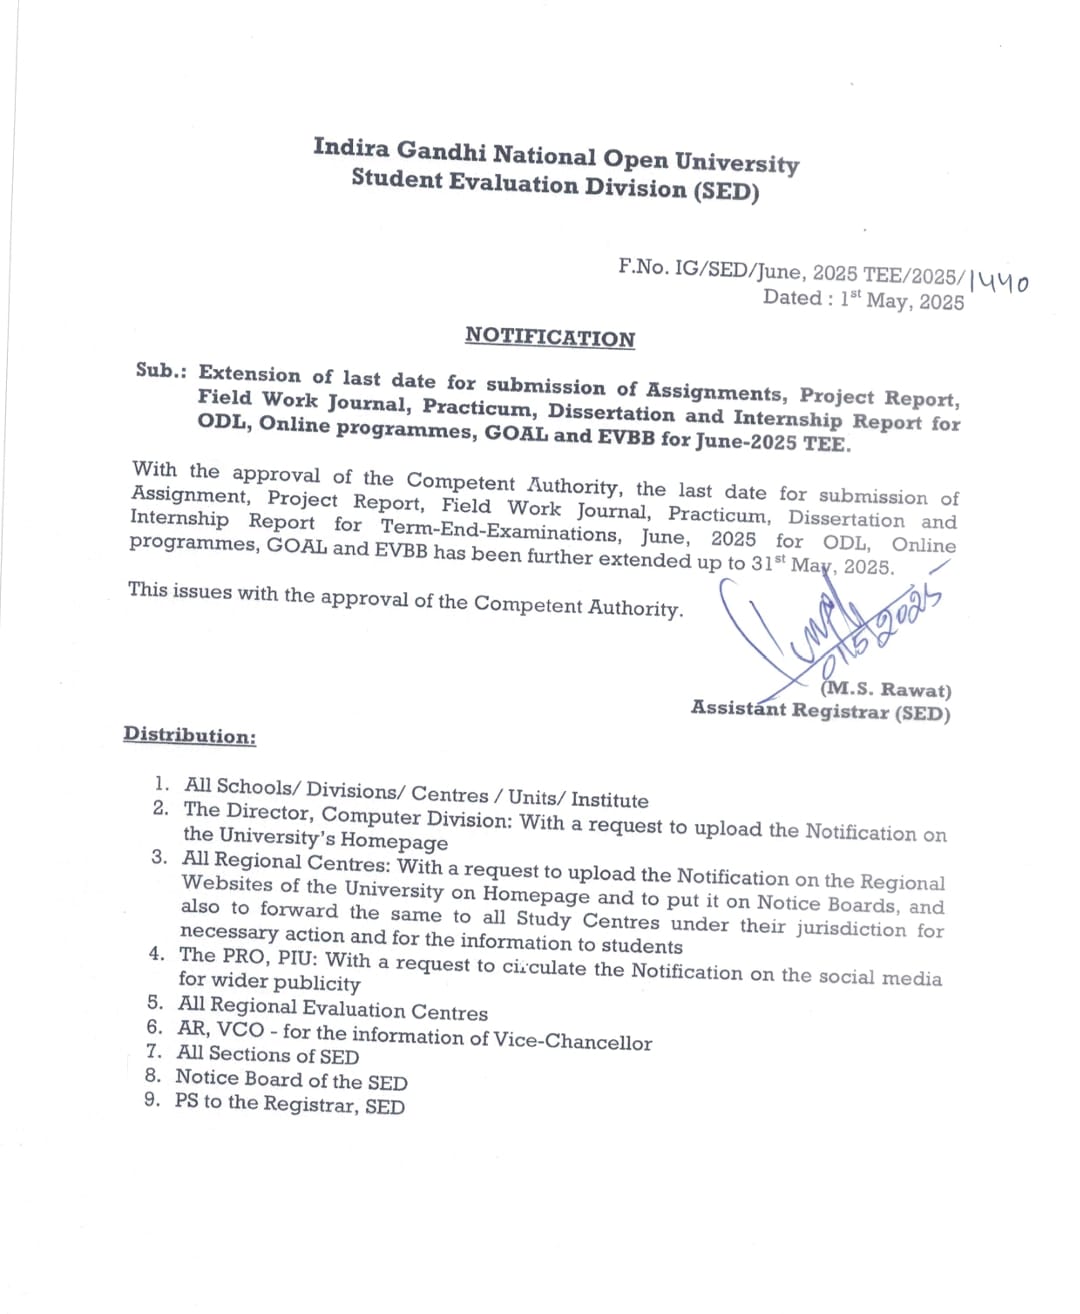 Indira Gandhi National Open University
Student Evaluation Division (SED)
F.No. IG/SED/June, 2025 TEE/2025/1440
Dated : 1st May, 2025
NOTIFICATION
Sub.: Extension of last date for submission of Assignments, Project Report,
Field Work Journal, Practicum, Dissertation and Internship Report for
ODL, Online programmes, GOAL and EVBB for June-2025 TEE.
With the approval of the Competent Authority, the last date for submission of
Assignment, Project Report, Field Work Journal, Practicum, Dissertation and
Internship Report for Term-End-Examinations, June, 2025 for ODL, Online
programmes, GOAL and EVBB has been further extended up to 31st May, 2025.
This issues with the approval of the Competent Authority.
01/5/2025
(M.S. Rawat)
Assistant Registrar (SED)
Distribution:
1. All Schools/ Divisions/ Centres / Units/ Institute
2. The Director, Computer Division: With a request to upload the Notification on
the University's Homepage
3. All Regional Centres: With a request to upload the Notification on the Regional
Websites of the University on Homepage and to put it on Notice Boards, and
also to forward the same to all Study Centres under their jurisdiction for
necessary action and for the information to students
4. The PRO, PIU: With a request to circulate the Notification on the social media
for wider publicity
5. All Regional Evaluation Centres
6. AR, VCO - for the information of Vice-Chancellor
7. All Sections of SED
8. Notice Board of the SED
9. PS to the Registrar, SED